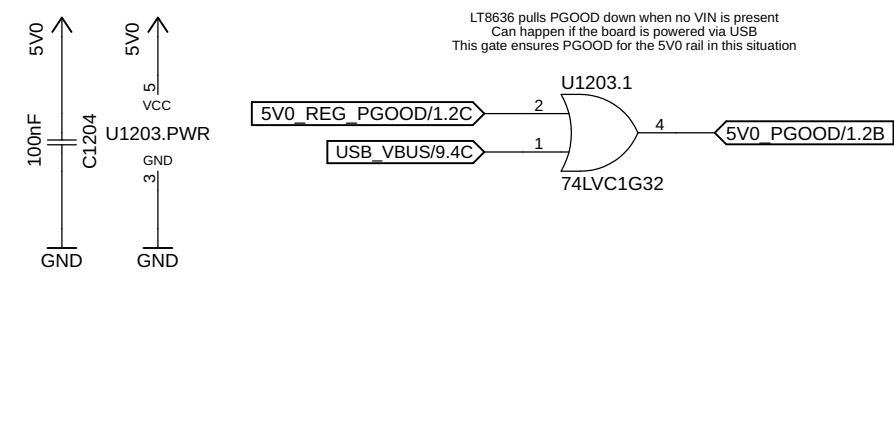 LT8636 pulls PGOOD down when no VIN is present
Can happen if the board is powered via USB
This gate ensures PGOOD for the 5V0 rail in this situation
5V0
5V0
100nF
C1204
5
VCC
U1203.PWR
GND
3
GND
GND
U1203.1
5V0_REG_PGOOD/1.2C
2
USB_VBUS/9.4C
1
4
5V0_PGOOD/1.2B
74LVC1G32